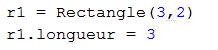 r1 = Rectangle(3,2)
r1.longueur = 3